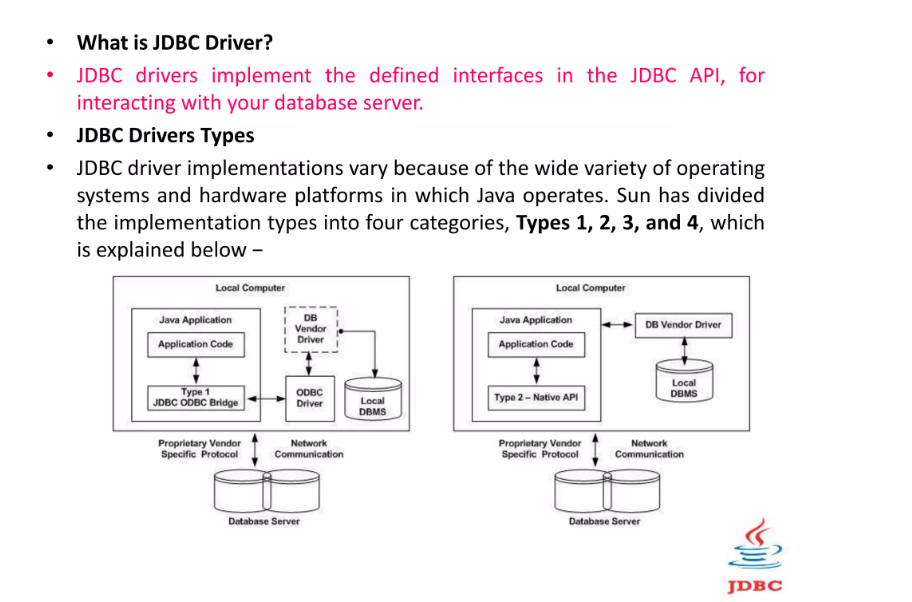 • What is JDBC Driver?
• JDBC drivers implement the defined interfaces in the JDBC API, for
interacting with your database server.
• JDBC Drivers Types
• JDBC driver implementations vary because of the wide variety of operating
systems and hardware platforms in which Java operates. Sun has divided
the implementation types into four categories, Types 1, 2, 3, and 4, which
is explained below −
Local Computer
Java Application
Application Code
Type 1
JDBC ODBC Bridge
DB
Vendor
Driver
ODBC
Driver
Local
DBMS
Proprietary Vendor
Specific Protocol
Network
Communication
Database Server
Local Computer
Java Application
Application Code
Type 2 – Native API
DB Vendor Driver
Local
DBMS
Proprietary Vendor
Specific Protocol
Network
Communication
Database Server
JDBC